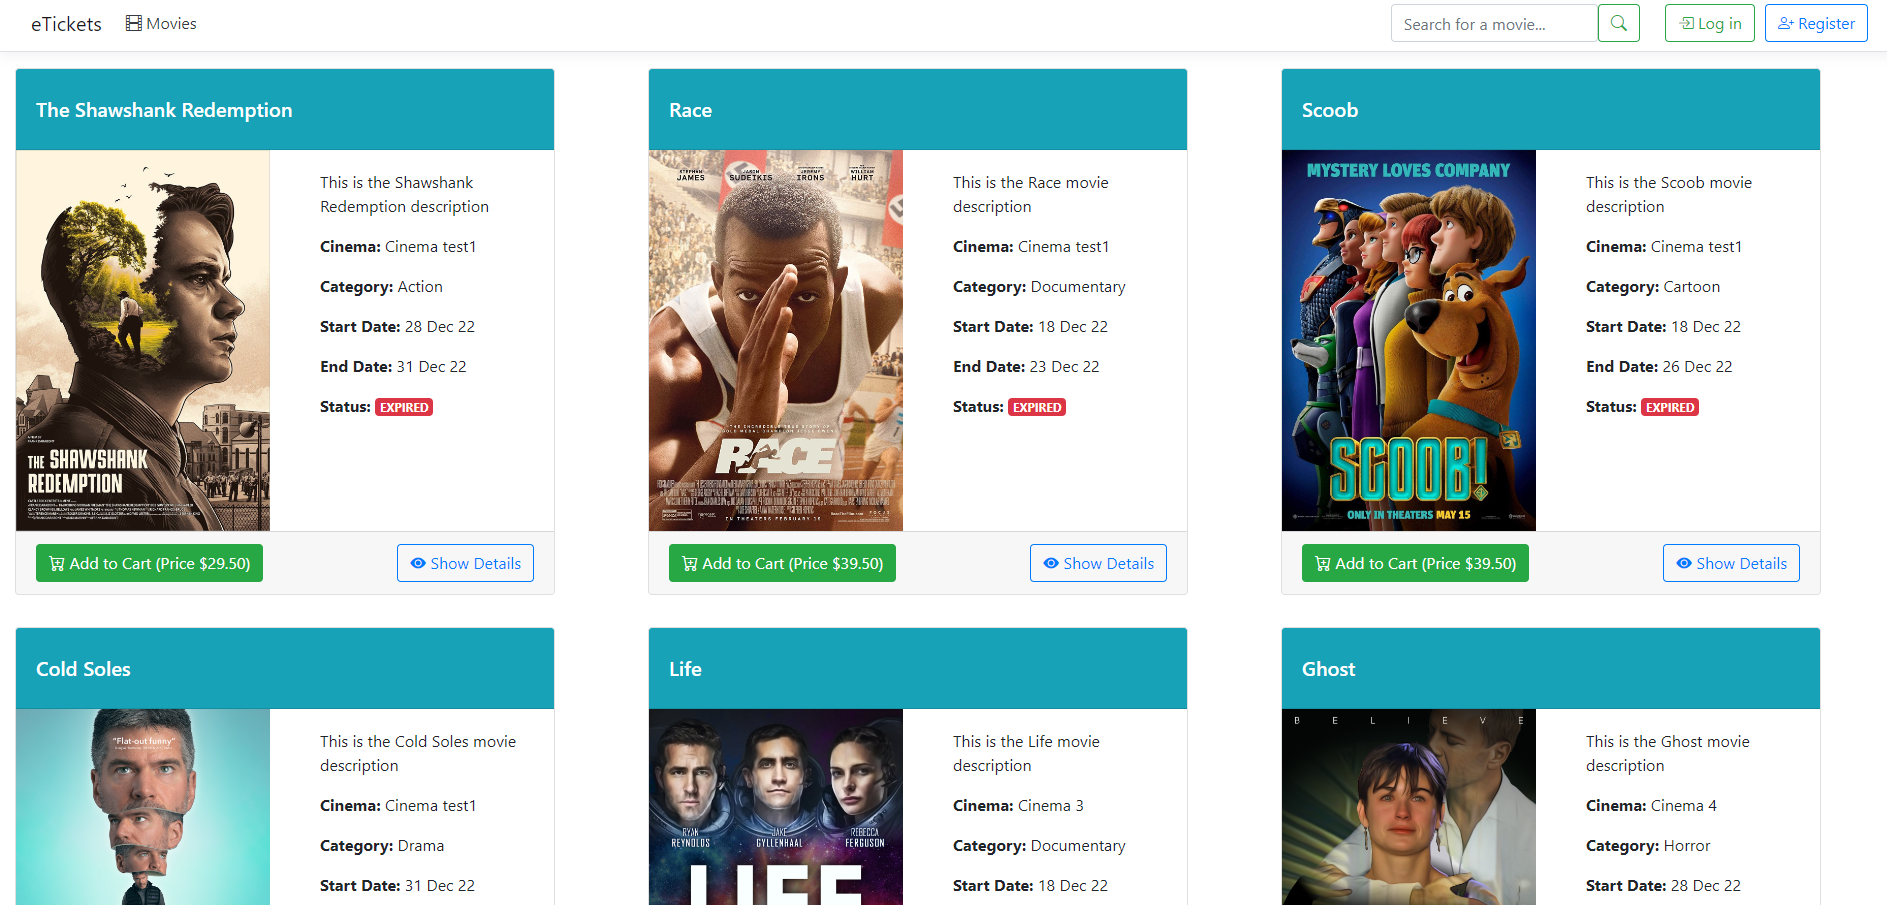 eTickets Movies Search for a movie... Log in Register
The Shawshank Redemption
THE SHAWSHANK
REDEMPTION
This is the Shawshank
Redemption description
Cinema: Cinema test1
Category: Action
Start Date: 28 Dec 22
End Date: 31 Dec 22
Status: EXPIRED
Add to Cart (Price $29.50) Show Details
Race
STEPHAN JAMES JASON SUDEIKIS JEREMY IRONS WILLIAM HURT
RACE
IN THEATERS FEBRUARY
This is the Race movie
description
Cinema: Cinema test1
Category: Documentary
Start Date: 18 Dec 22
End Date: 23 Dec 22
Status: EXPIRED
Add to Cart (Price $39.50) Show Details
Scoob
MYSTERY LOVES COMPANY
SCOOB!
ONLY IN THEATERS MAY 15
This is the Scoob movie
description
Cinema: Cinema test1
Category: Cartoon
Start Date: 18 Dec 22
End Date: 26 Dec 22
Status: EXPIRED
Add to Cart (Price $39.50) Show Details
Cold Soles
"Flat-out funny"
This is the Cold Soles movie
description
Cinema: Cinema test1
Category: Drama
Start Date: 31 Dec 22
Life
RYAN REYNOLDS JAKE GYLLENHAAL REBECCA FERGUSON
LIFE
This is the Life movie
description
Cinema: Cinema 3
Category: Documentary
Start Date: 18 Dec 22
Ghost
BELIEVE
This is the Ghost movie
description
Cinema: Cinema 4
Category: Horror
Start Date: 28 Dec 22